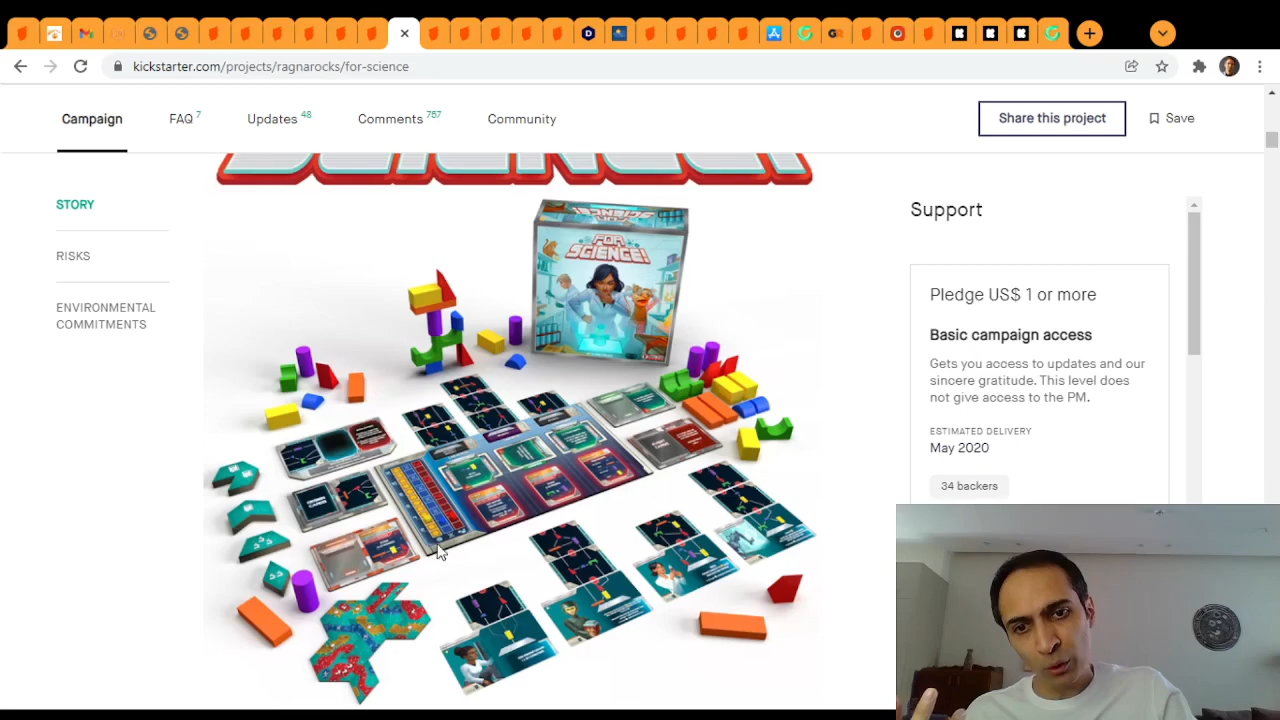 kickstarter.com/projects/ragnarocks/for-science
Campaign
FAQ 7
Updates 48
Comments 757
Community
Share this project
Save
STORY
RISKS
ENVIRONMENTAL
COMMITMENTS
FOR
SCIENCE!
Support
Pledge US$ 1 or more
Basic campaign access
Gets you access to updates and our
sincere gratitude. This level does
not give access to the PM.
ESTIMATED DELIVERY
May 2020
34 backers